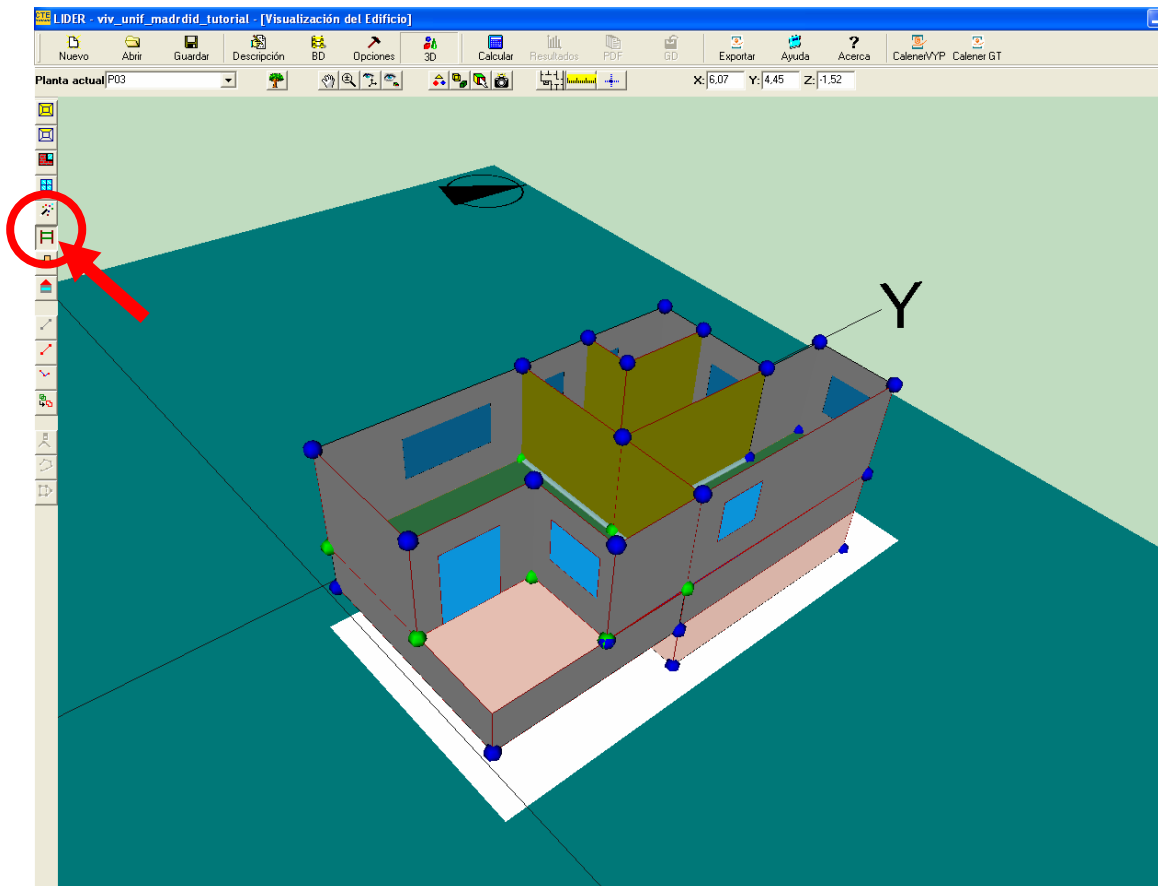 CTE LIDER - viv_unif_madrdid_tutorial - [Visualización del Edificio]
Nuevo Abrir Guardar Descripción BD Opciones 3D Calcular Resultados PDF GD Exportar Ayuda Acerca CalenerVYP Calener GT
Planta actual P03 X: 6,07 Y: 4,45 Z: -1,52
Y